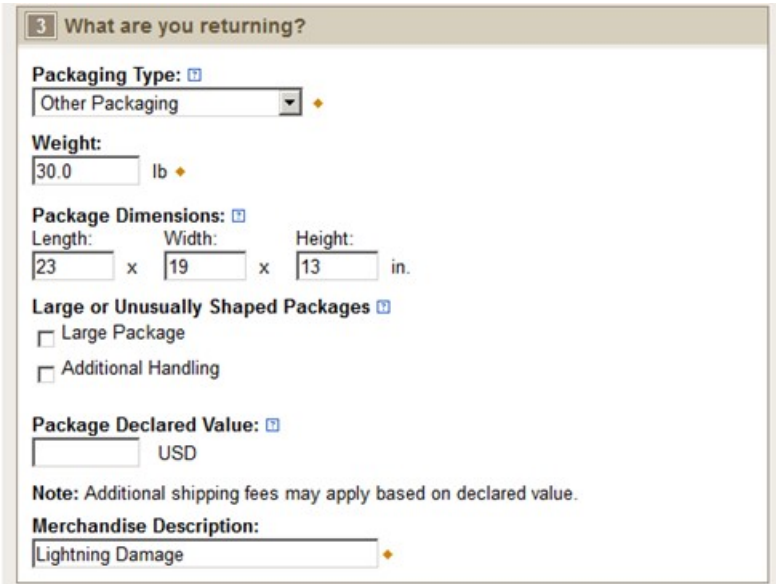 3 What are you returning?
Packaging Type: ?
Other Packaging
Weight:
30.0 lb
Package Dimensions: ?
Length: Width: Height:
23 x 19 x 13 in.
Large or Unusually Shaped Packages ?
Large Package
Additional Handling
Package Declared Value: ?
USD
Note: Additional shipping fees may apply based on declared value.
Merchandise Description:
Lightning Damage